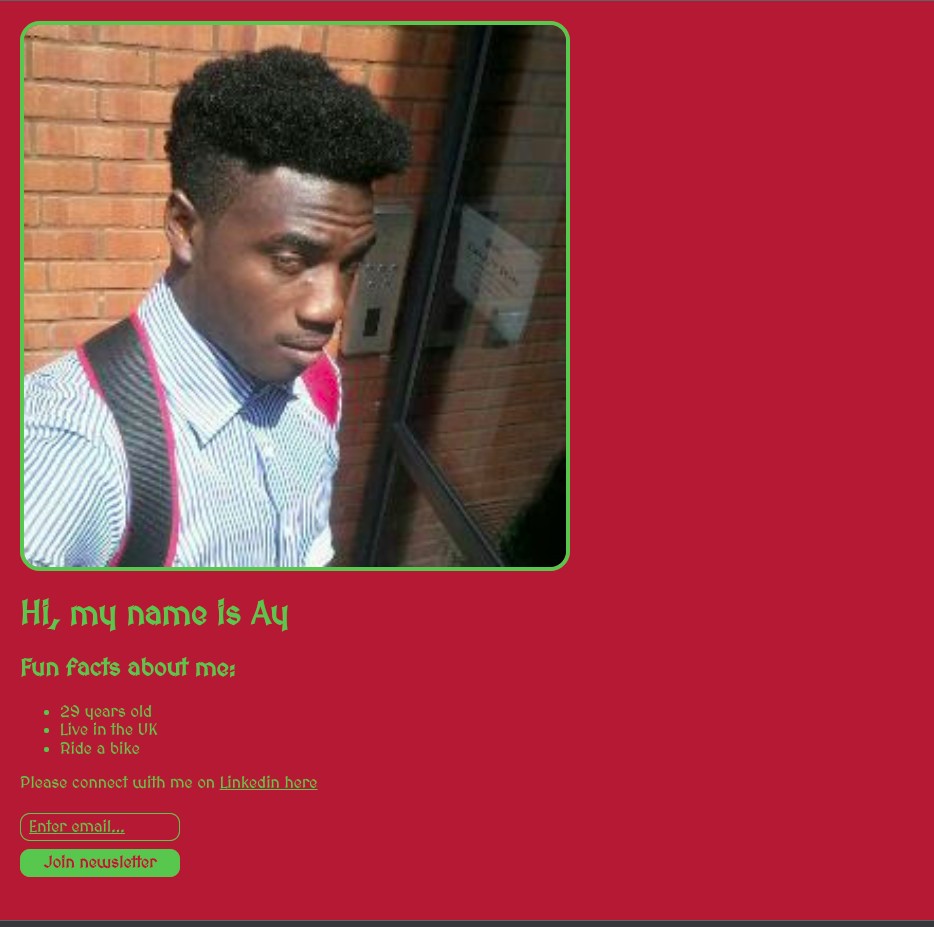 Hi, my name is Ay
Fun facts about me:
29 years old
Live in the UK
Ride a bike
Please connect with me on Linkedin here
Enter email...
Join newsletter